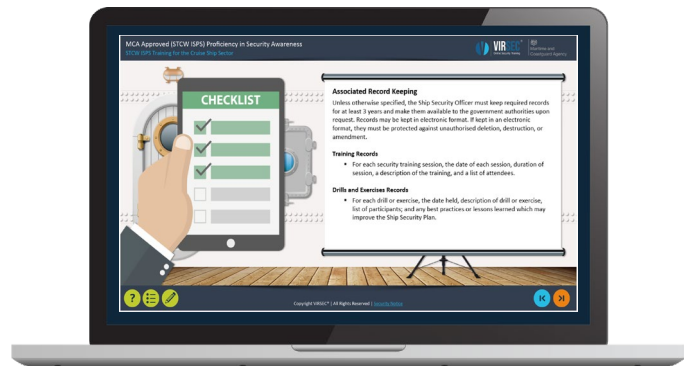 MCA Approved (STCW ISPS) Proficiency in Security Awareness
STCW ISPS Training for the Cruise Ship Sector
VIRSEC
Maritime and
Coastguard Agency
CHECKLIST
Associated Record Keeping
Unless otherwise specified, the Ship Security Officer must keep required records
for at least 3 years and make them available to the government authorities upon
request. Records may be kept in electronic format. If kept in an electronic
format, they must be protected against unauthorised deletion, destruction, or
amendment.
Training Records
• For each security training session, the date of each session, duration of
session, a description of the training, and a list of attendees.
Drills and Exercises Records
• For each drill or exercise, the date held, description of drill or exercise,
list of participants; and any best practices or lessons learned which may
improve the Ship Security Plan.
?
Copyright VIRSEC® | All Rights Reserved | Security Notice